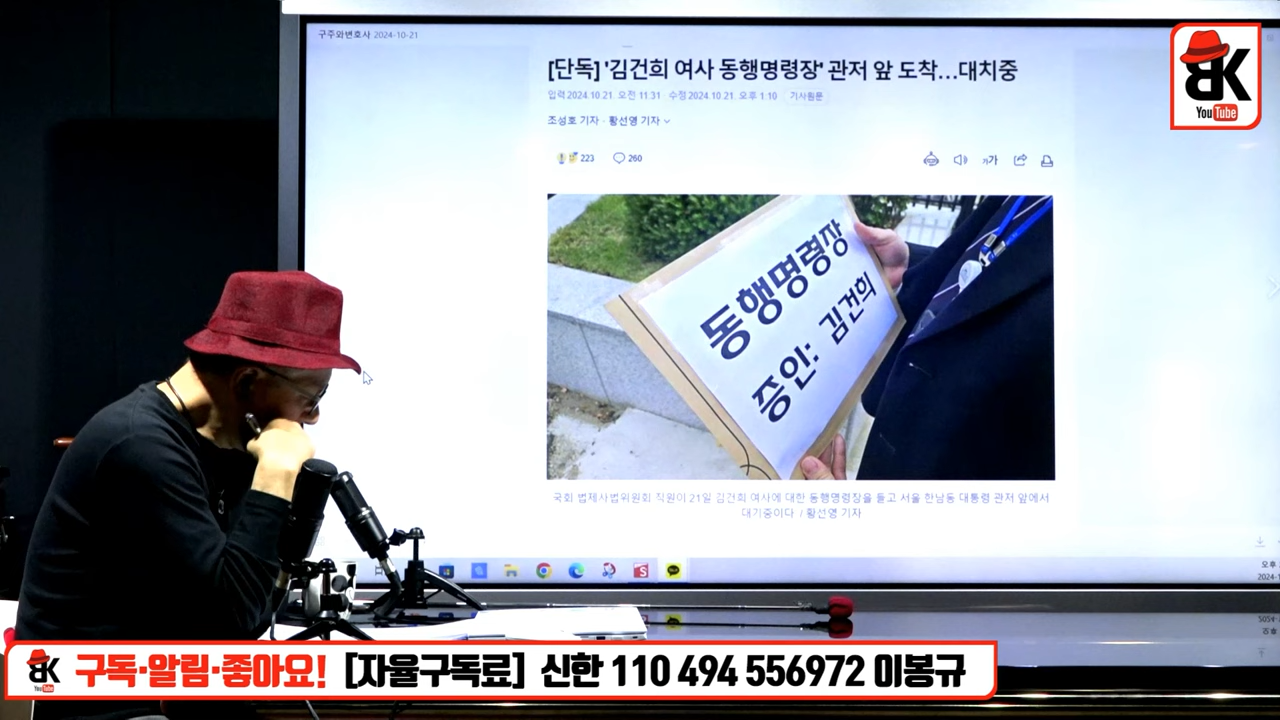 구주와변호사 2024-10-21
[단독] '김건희 여사 동행명령장' 관저 앞 도착…대치중
입력 2024.10.21. 오전 11:31 수정 2024.10.21. 오후 1:10 기사원문
조성호 기자 · 황선영 기자
223 260
가가
동행명령장
증인: 김건희
국회 법제사법위원회 직원이 21일 김건희 여사에 대한 동행명령장을 들고 서울 한남동 대통령 관저 앞에서
대기중이다 / 황선영 기자
오후
2024-1
BK
YouTube
BK
YouTube
구독·알림·좋아요! [자율구독료] 신한 110 494 556972 이봉규